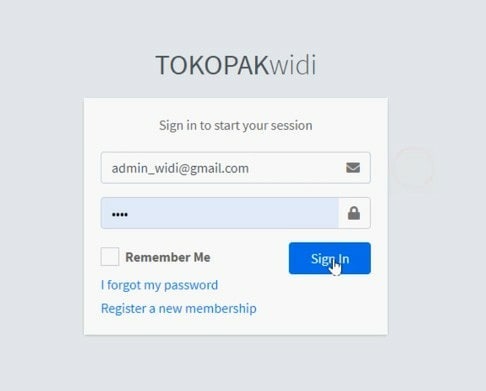 TOKOPAKwidi
Sign in to start your session
admin_widi@gmail.com
••••
Remember Me
Sign In
I forgot my password
Register a new membership